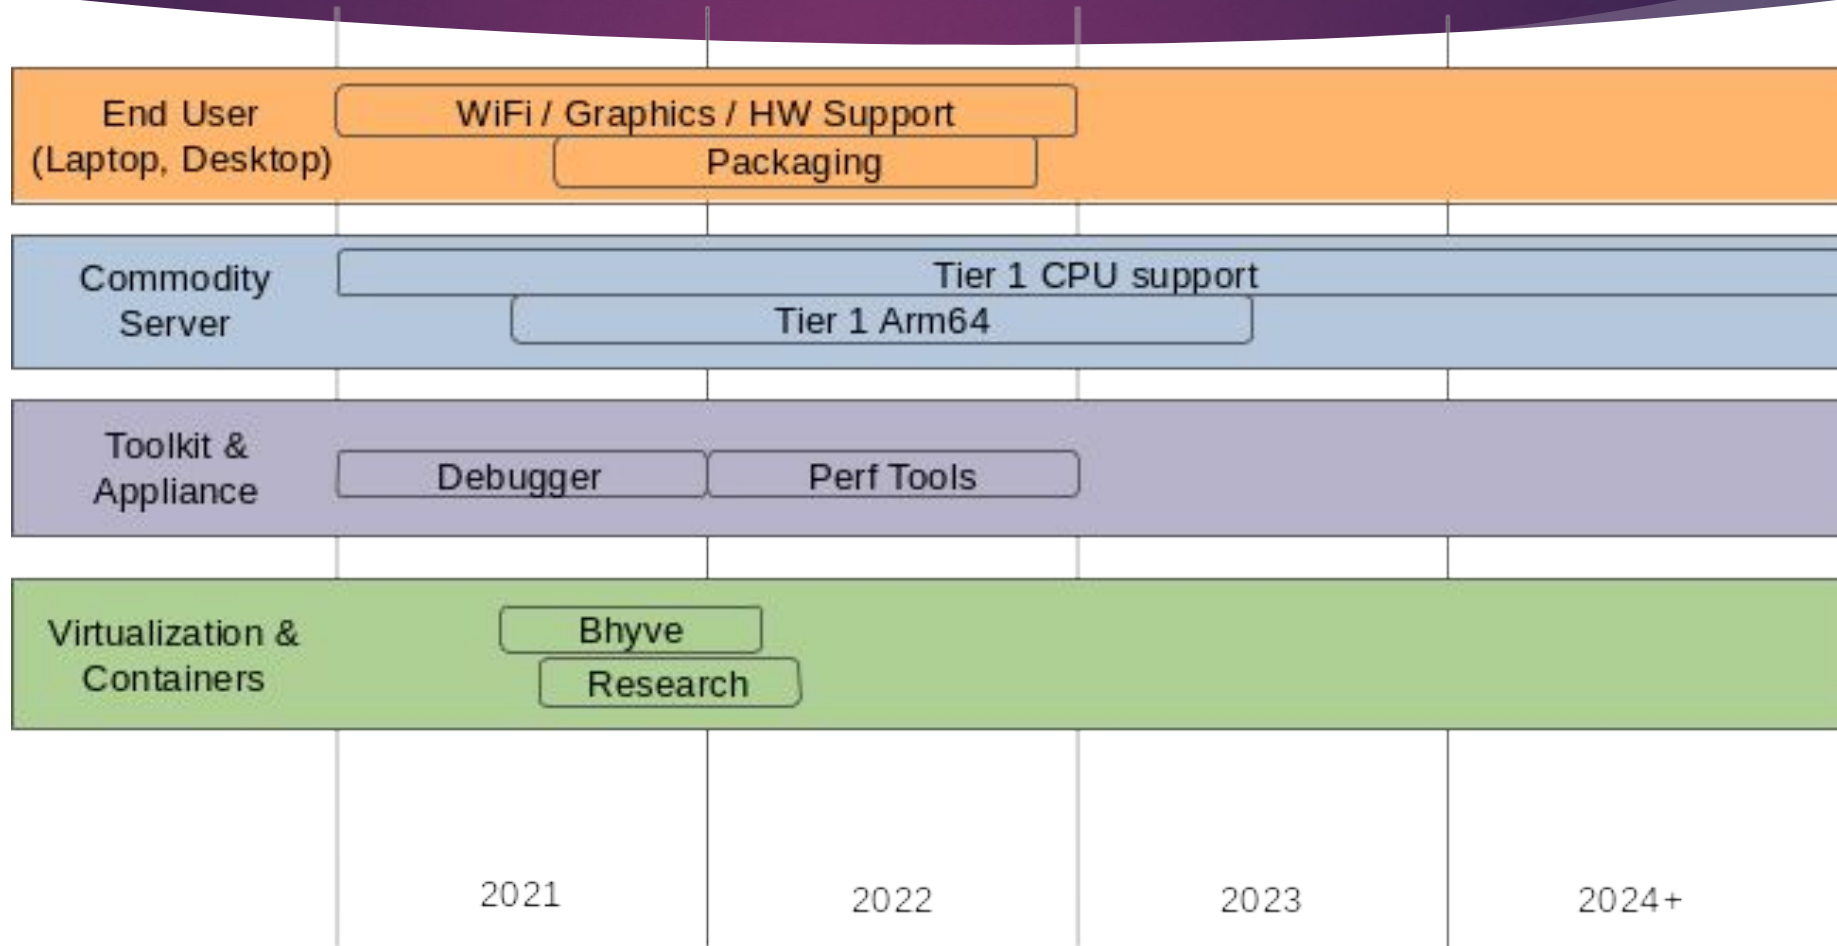 End User
(Laptop, Desktop)
WiFi / Graphics / HW Support
Packaging
Commodity
Server
Tier 1 CPU support
Tier 1 Arm64
Toolkit &
Appliance
Debugger
Perf Tools
Virtualization &
Containers
Bhyve
Research
2021
2022
2023
2024+